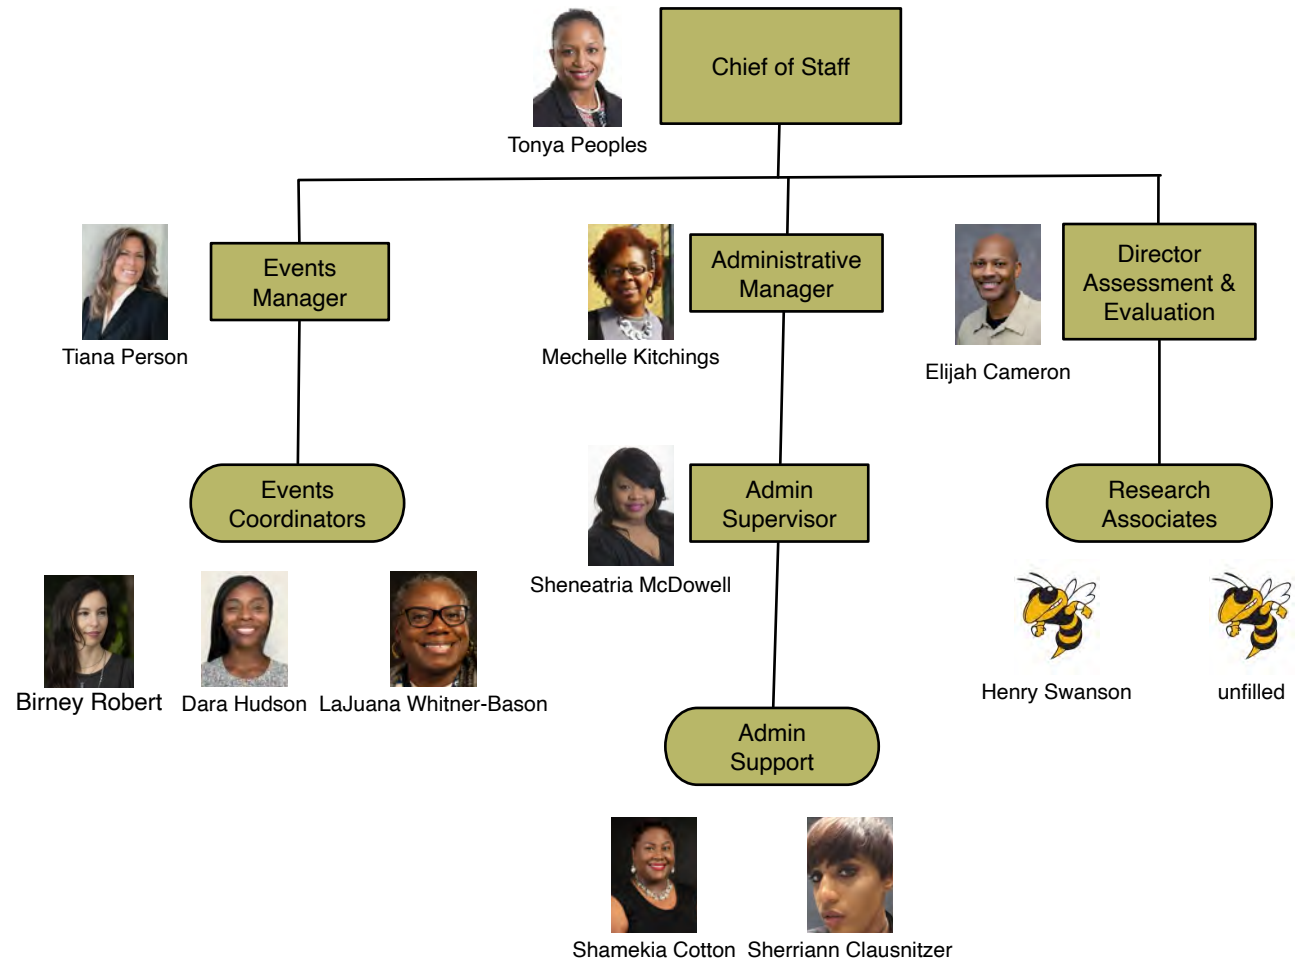 Chief of Staff
Tonya Peoples
Events
Manager
Tiana Person
Administrative
Manager
Mechelle Kitchings
Director
Assessment &
Evaluation
Elijah Cameron
Events
Coordinators
Admin
Supervisor
Sheneatria McDowell
Research
Associates
Birney Robert
Dara Hudson
LaJuana Whitner-Bason
Henry Swanson
unfilled
Admin
Support
Shamekia Cotton
Sherriann Clausnitzer